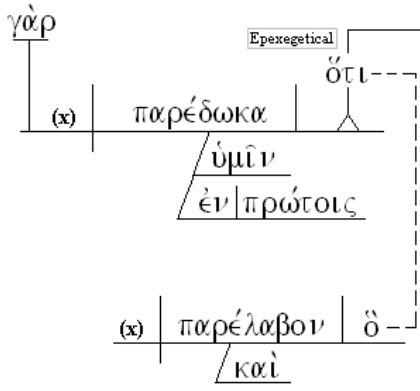 γὰρ
Epexegetical
ὅτι
(x) παρέδωκα
ὑμῖν
ἐν πρώτοις
(x) παρέλαβον ὃ
καὶ